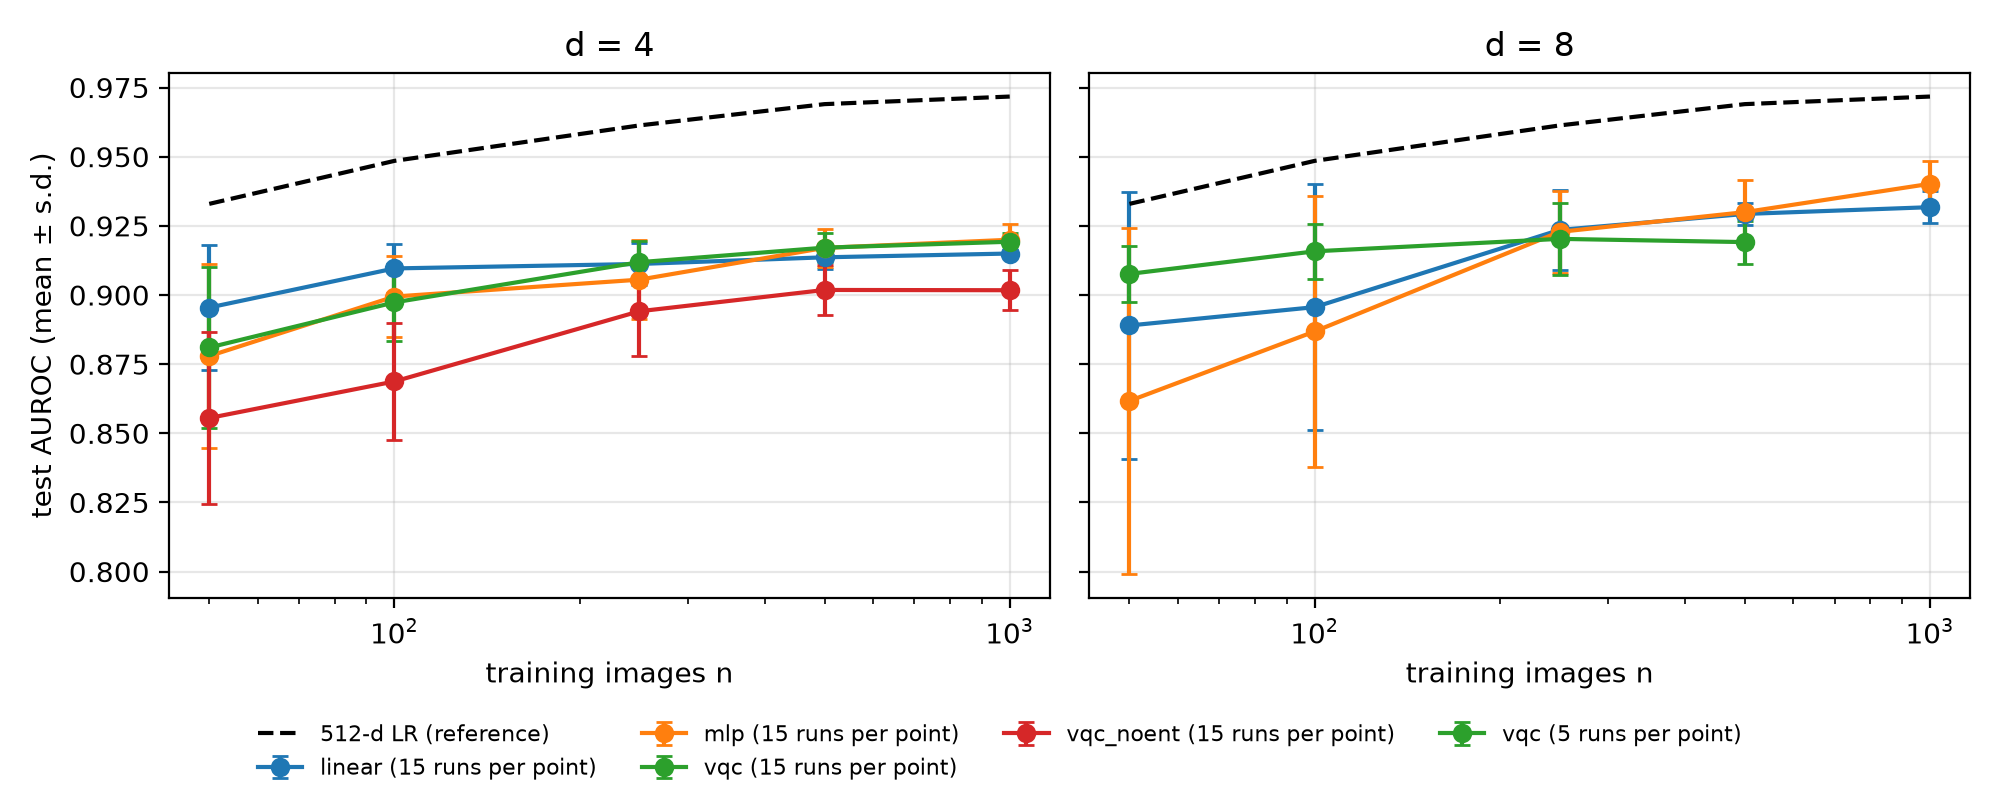 d = 4
d = 8
test AUROC (mean ± s.d.)
0.975
0.950
0.925
0.900
0.875
0.850
0.825
0.800
10²
10³
10²
10³
training images n
training images n
512-d LR (reference)
linear (15 runs per point)
mlp (15 runs per point)
vqc (15 runs per point)
vqc_noent (15 runs per point)
vqc (5 runs per point)